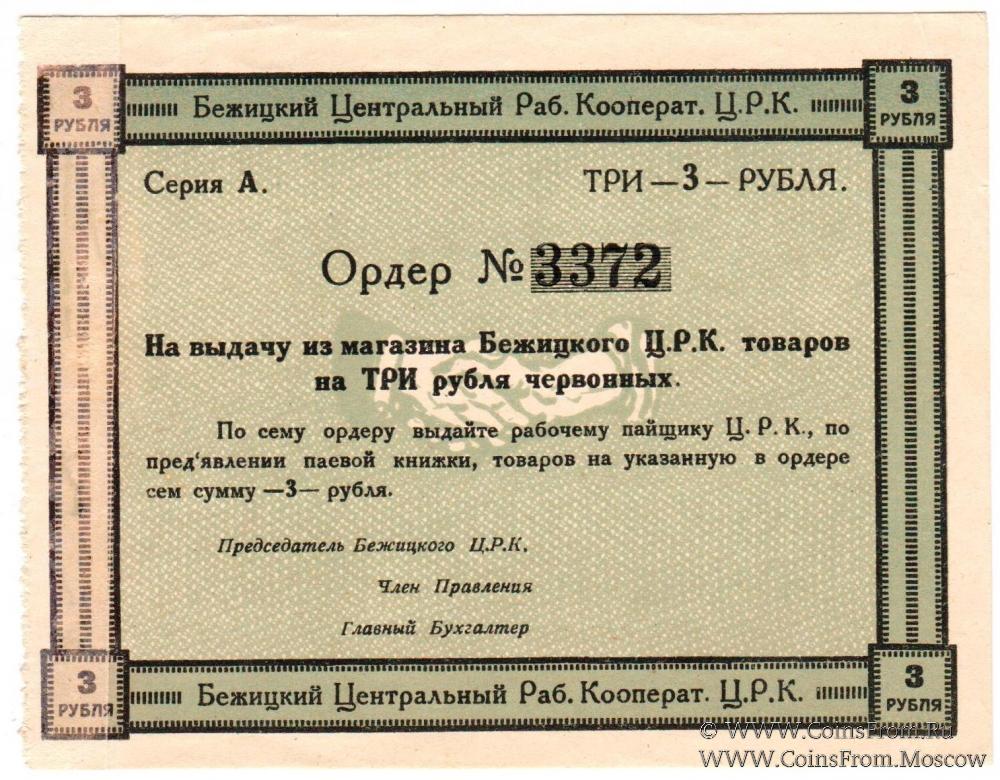 3 РУБЛЯ
Бежицкий Центральный Раб. Кооперат. Ц.Р.К.
3 РУБЛЯ
Серия А.
ТРИ —3— РУБЛЯ.
Ордер № 3372
На выдачу из магазина Бежицкого Ц.Р.К. товаров
на ТРИ рубля червонных.
По сему ордеру выдайте рабочему пайщику Ц. Р. К., по
пред‘явлении паевой книжки, товаров на указанную в ордере
сем сумму —3— рубля.
Председатель Бежицкого Ц.Р.К.
Член Правления
Главный Бухгалтер
3 РУБЛЯ
Бежицкий Центральный Раб. Кооперат. Ц.Р.К.
3 РУБЛЯ
© WWW.CoinsFrom.Ru
WWW.CoinsFrom.Moscow